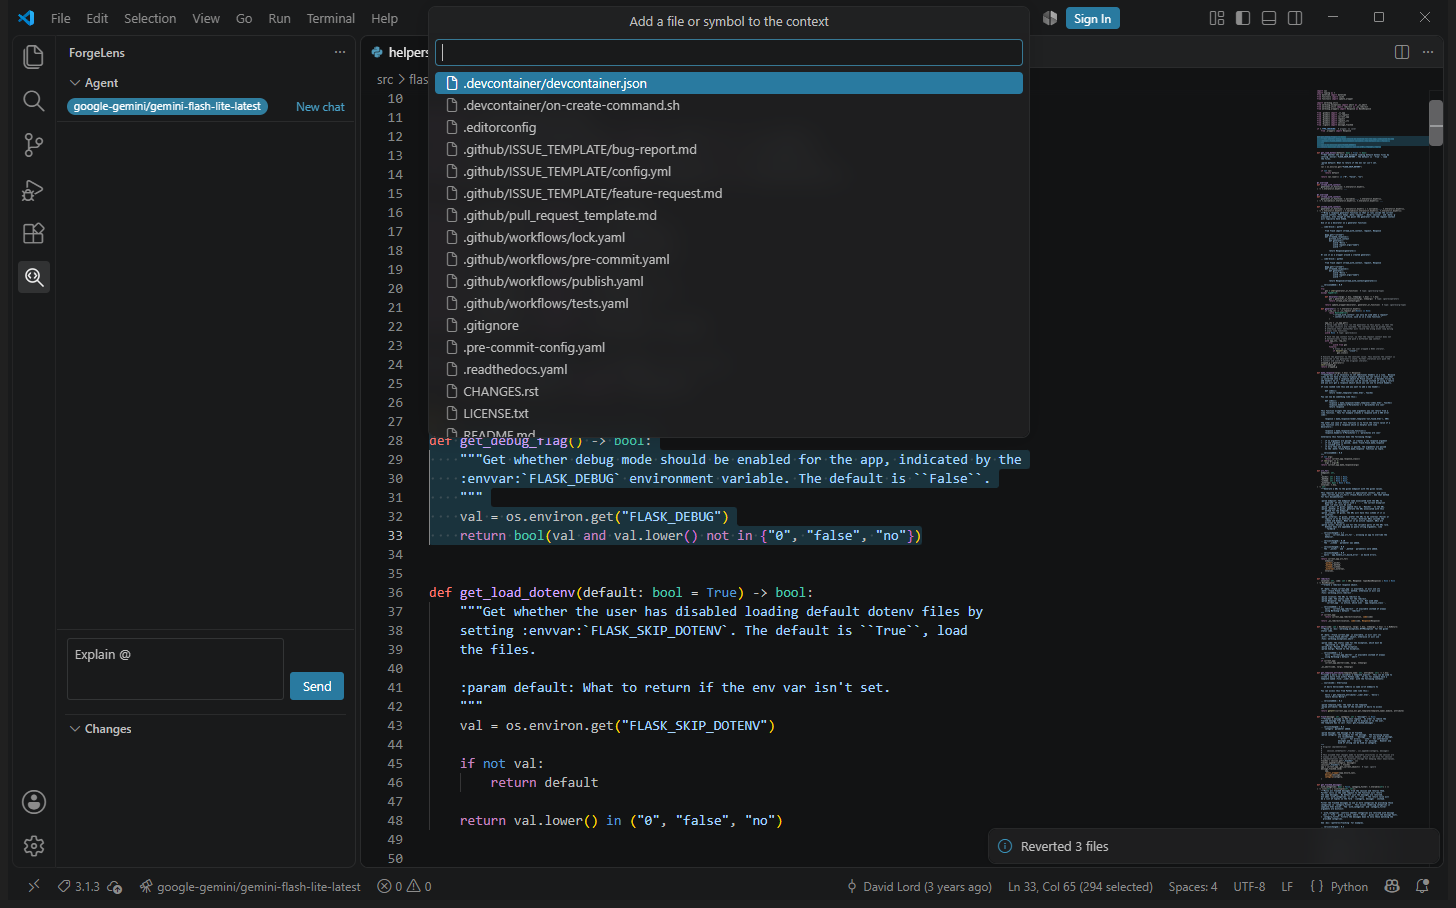 File Edit Selection View Go Run Terminal Help
Add a file or symbol to the context
Sign In
ForgeLens
Agent
google-gemini/gemini-flash-lite-latest New chat
Explain @
Send
Changes
helpers
src > flas
.devcontainer/devcontainer.json
.devcontainer/on-create-command.sh
.editorconfig
.github/ISSUE_TEMPLATE/bug-report.md
.github/ISSUE_TEMPLATE/config.yml
.github/ISSUE_TEMPLATE/feature-request.md
.github/pull_request_template.md
.github/workflows/lock.yaml
.github/workflows/pre-commit.yaml
.github/workflows/publish.yaml
.github/workflows/tests.yaml
.gitignore
.pre-commit-config.yaml
.readthedocs.yaml
CHANGES.rst
LICENSE.txt
README.md
10
11
12
13
14
15
16
17
18
19
20
21
22
23
24
25
26
27
28 def get_debug_flag() -> bool:
29 """Get whether debug mode should be enabled for the app, indicated by the
30 :envvar:`FLASK_DEBUG` environment variable. The default is ``False``.
31 """
32 val = os.environ.get("FLASK_DEBUG")
33 return bool(val and val.lower() not in {"0", "false", "no"})
34
35
36 def get_load_dotenv(default: bool = True) -> bool:
37 """Get whether the user has disabled loading default dotenv files by
38 setting :envvar:`FLASK_SKIP_DOTENV`. The default is ``True``, load
39 the files.
40
41 :param default: What to return if the env var isn't set.
42 """
43 val = os.environ.get("FLASK_SKIP_DOTENV")
44
45 if not val:
46 return default
47
48 return val.lower() in ("0", "false", "no")
49
50
Reverted 3 files
3.1.3 google-gemini/gemini-flash-lite-latest 0 0 David Lord (3 years ago) Ln 33, Col 65 (294 selected) Spaces: 4 UTF-8 LF { } Python